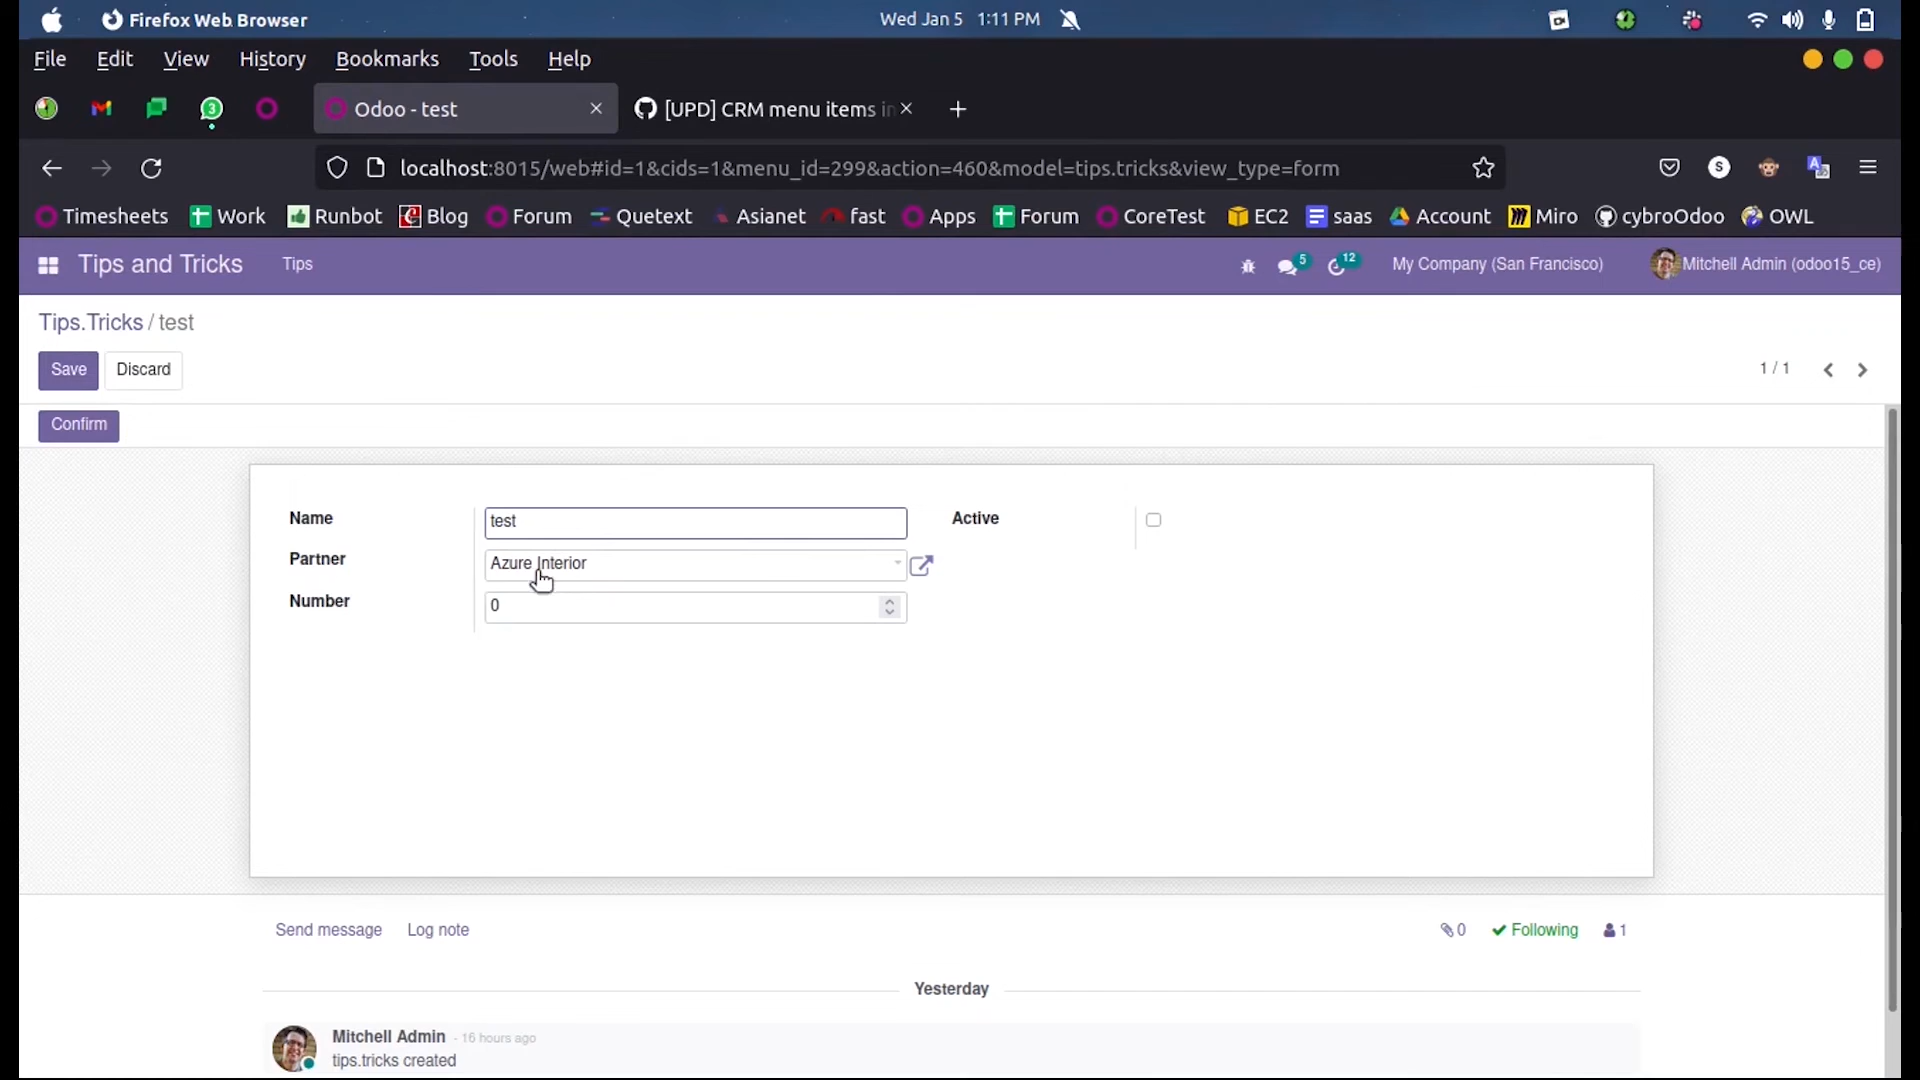 Firefox Web Browser
Wed Jan 5 1:11 PM
File Edit View History Bookmarks Tools Help
3
Odoo - test
[UPD] CRM menu items in
localhost:8015/web#id=1&cids=1&menu_id=299&action=460&model=tips.tricks&view_type=form
S
Timesheets Work Runbot Blog Forum Quetext Asianet fast Apps Forum CoreTest EC2 saas Account Miro cybroOdoo OWL
Tips and Tricks Tips
5 12 My Company (San Francisco) Mitchell Admin (odoo15_ce)
Tips.Tricks / test
Save Discard
1 / 1
Confirm
Name test
Active
Partner Azure Interior
Number 0
Send message Log note
0 Following 1
Yesterday
Mitchell Admin - 16 hours ago
tips.tricks created